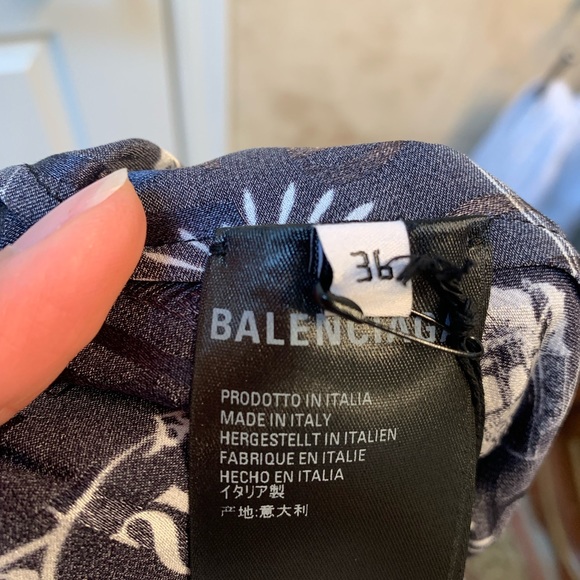 36
BALENCIAGA
PRODOTTO IN ITALIA
MADE IN ITALY
HERGESTELLT IN ITALIEN
FABRIQUE EN ITALIE
HECHO EN ITALIA
イタリア製
产地:意大利